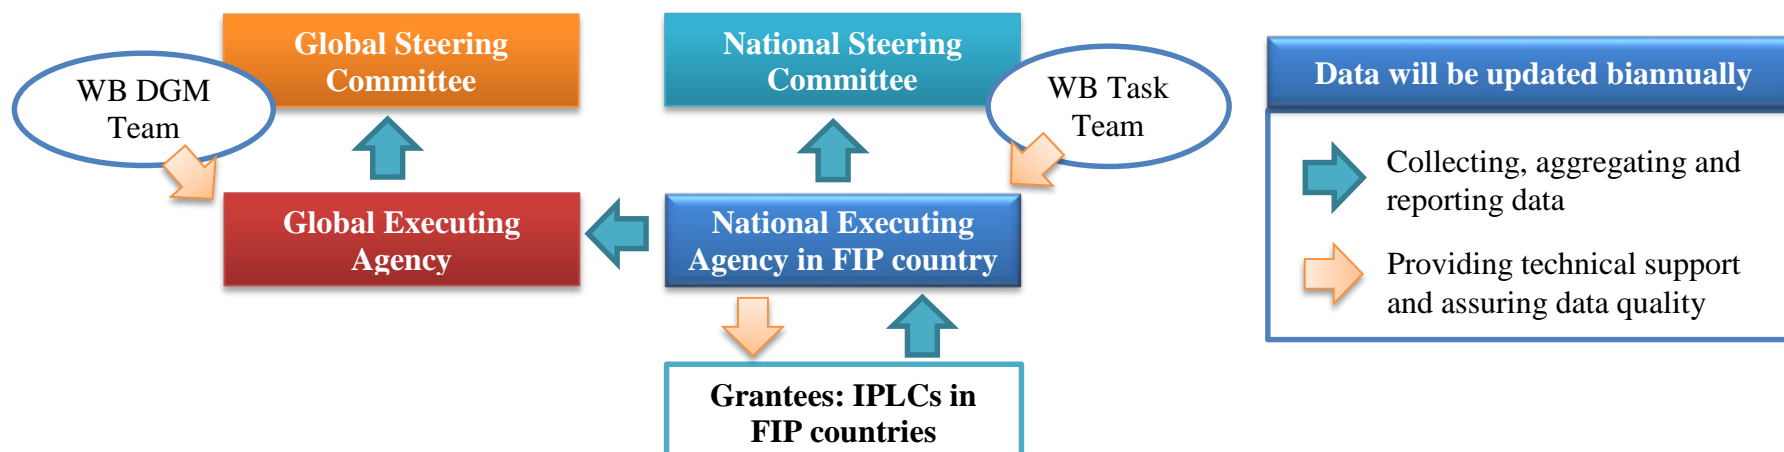 Global Steering
Committee
National Steering
Committee
WB DGM
Team
WB Task
Team
Data will be updated biannually
Collecting, aggregating and
reporting data
Providing technical support
and assuring data quality
Global Executing
Agency
National Executing
Agency in FIP country
Grantees: IPLCs in
FIP countries